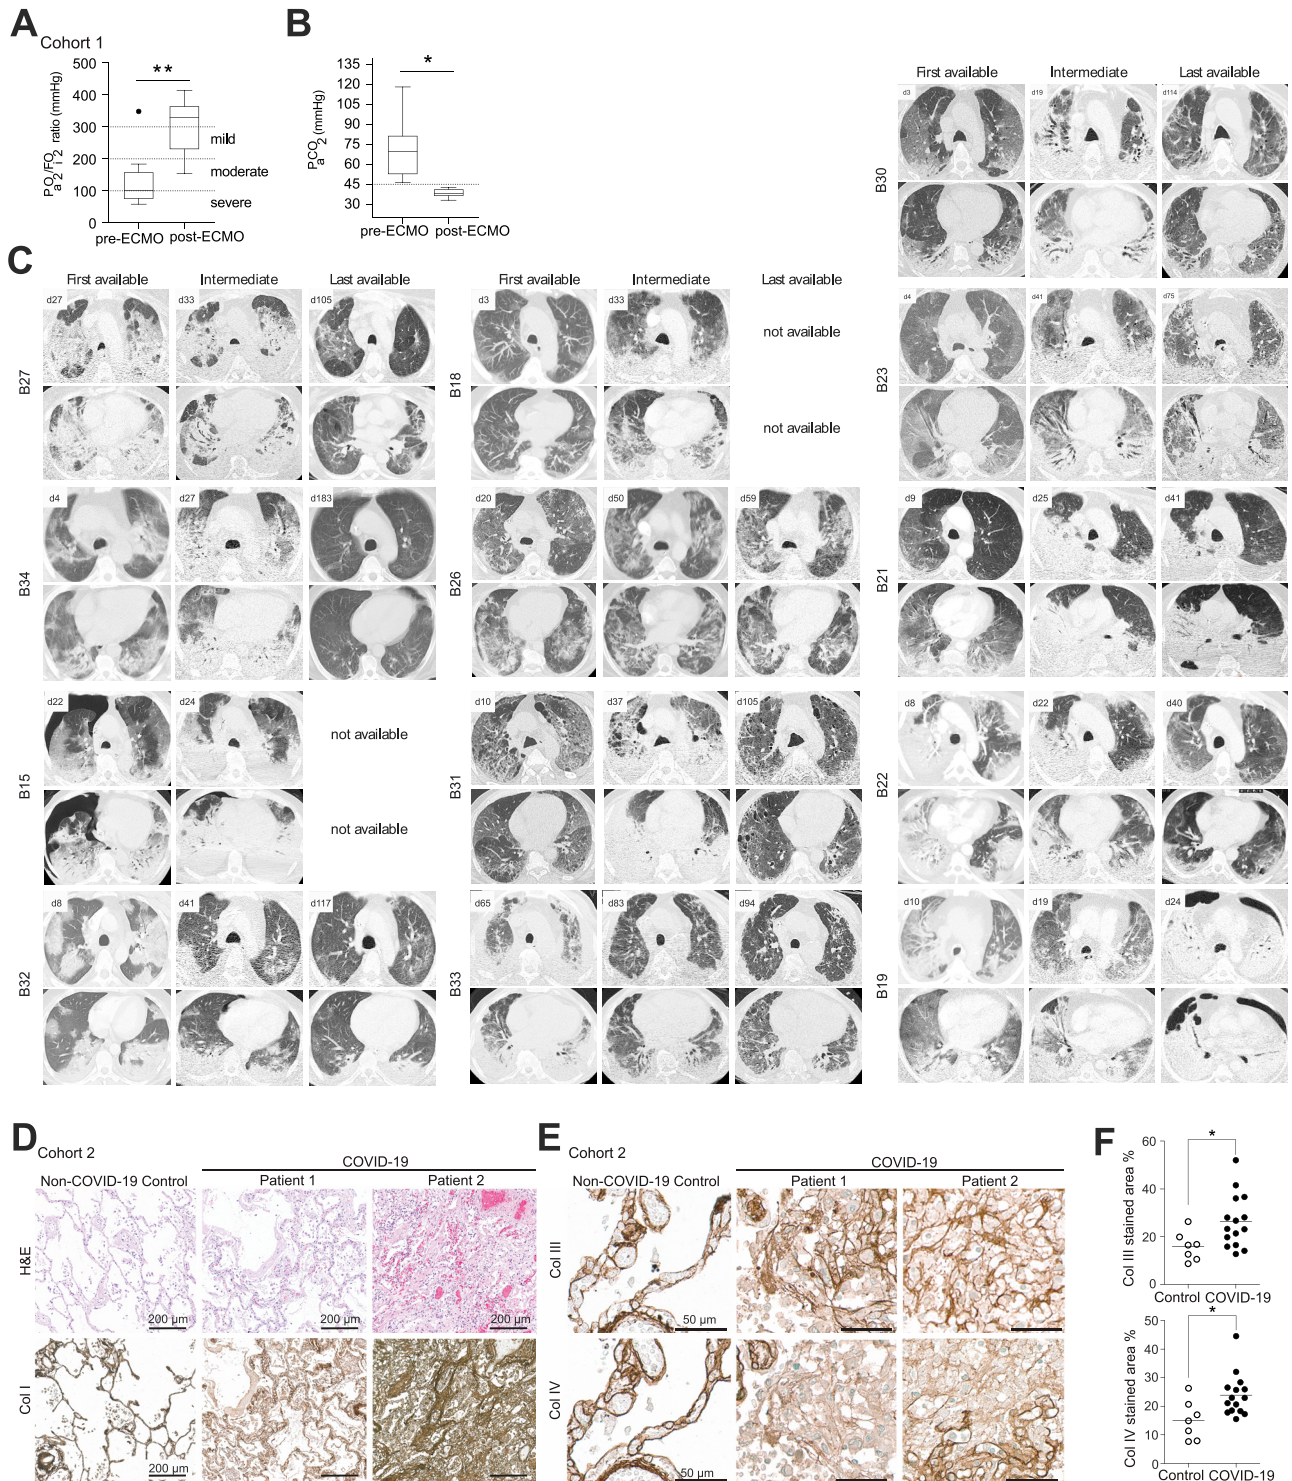 A
Cohort 1
PaO2/FiO2 ratio (mmHg)
500
400
300
200
100
0
**
mild
moderate
severe
pre-ECMO
post-ECMO
B
PaCO2 (mmHg)
135
120
105
90
75
60
45
30
*
pre-ECMO
post-ECMO
C
First available
Intermediate
Last available
B27
d27
d33
d105
B34
d4
d27
d183
B15
d22
d24
not available
not available
B32
d8
d41
d117
First available
Intermediate
Last available
B18
d3
d33
not available
not available
B26
d20
d50
d59
B31
d10
d37
d105
B33
d65
d83
d94
First available
Intermediate
Last available
B30
d3
d19
d114
B23
d4
d41
d75
B21
d9
d25
d41
B22
d8
d22
d40
B19
d10
d19
d24
D
Cohort 2
COVID-19
Non-COVID-19 Control
Patient 1
Patient 2
H&E
200 µm
200 µm
200 µm
Col I
200 µm
E
Cohort 2
COVID-19
Non-COVID-19 Control
Patient 1
Patient 2
Col III
50 µm
Col IV
50 µm
F
Col III stained area %
60
40
20
0
*
Control COVID-19
Col IV stained area %
50
40
30
20
10
0
*
Control COVID-19